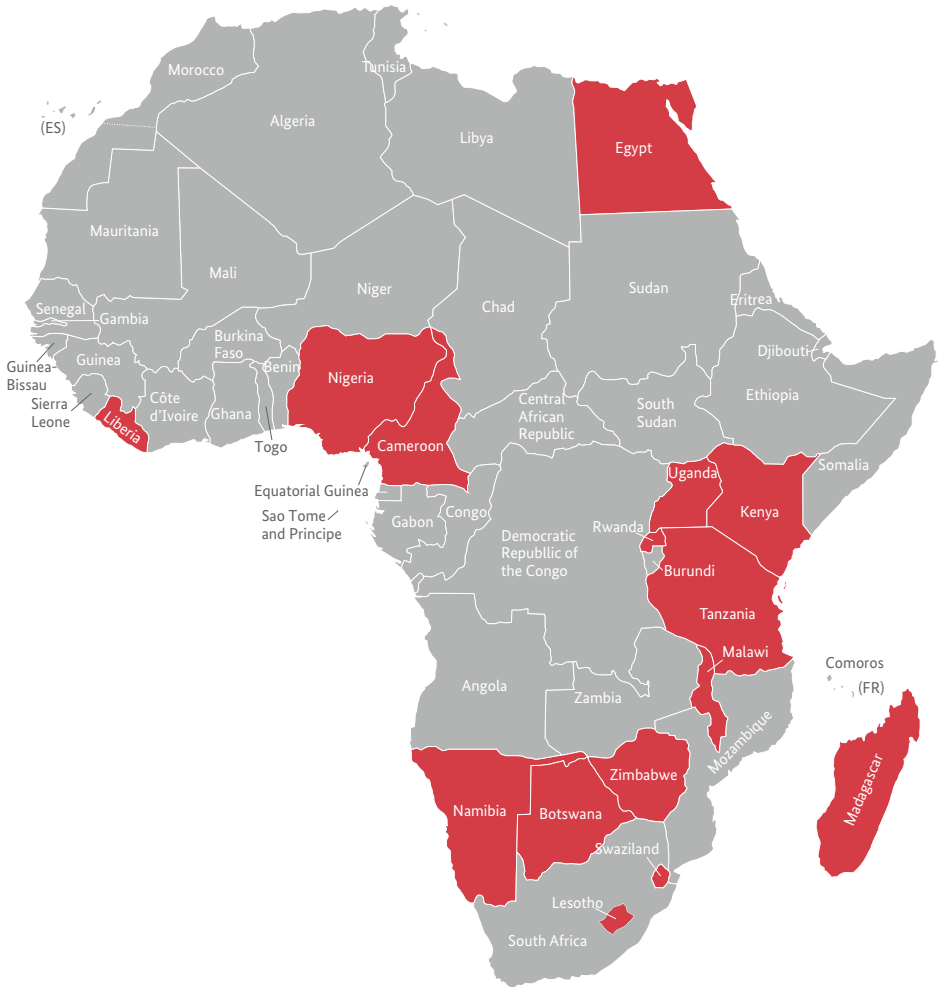 Morocco
Tunisia
(ES)
Algeria
Libya
Egypt
Mauritania
Mali
Niger
Chad
Sudan
Eritrea
Senegal
Gambia
Burkina
Faso
Djibouti
Guinea-
Bissau
Guinea
Benin
Nigeria
Ethiopia
Sierra
Leone
Liberia
Côte
d'Ivoire
Ghana
Togo
Cameroon
Central
African
Republic
South
Sudan
Somalia
Equatorial Guinea
Sao Tome
and Principe
Gabon
Congo
Uganda
Kenya
Rwanda
Democratic
Republlic of
the Congo
Burundi
Tanzania
Malawi
Comoros
(FR)
Angola
Zambia
Mozambique
Zimbabwe
Madagascar
Namibia
Botswana
Swaziland
Lesotho
South Africa